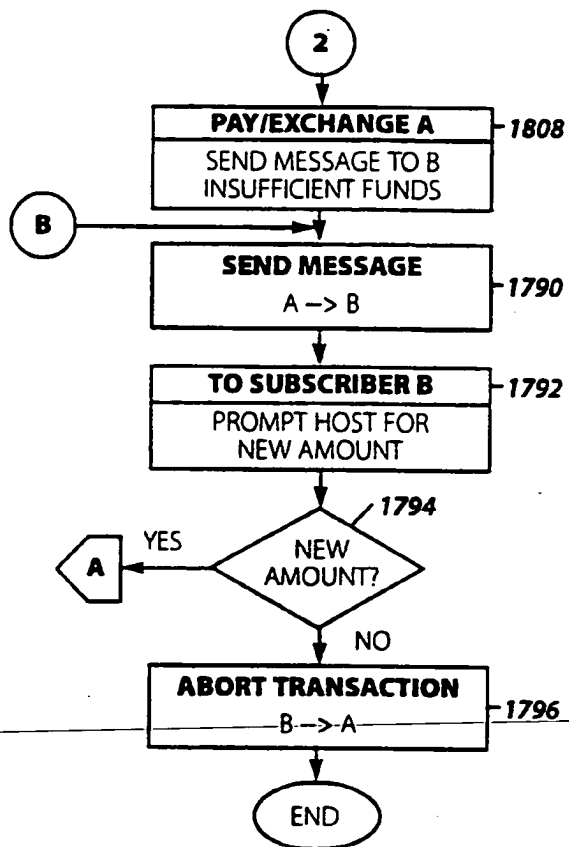 2
PAY/EXCHANGE A
1808
SEND MESSAGE TO B
INSUFFICIENT FUNDS
B
SEND MESSAGE
1790
A --> B
TO SUBSCRIBER B
1792
PROMPT HOST FOR
NEW AMOUNT
1794
YES
A
NEW
AMOUNT?
NO
ABORT TRANSACTION
1796
B --> A
END